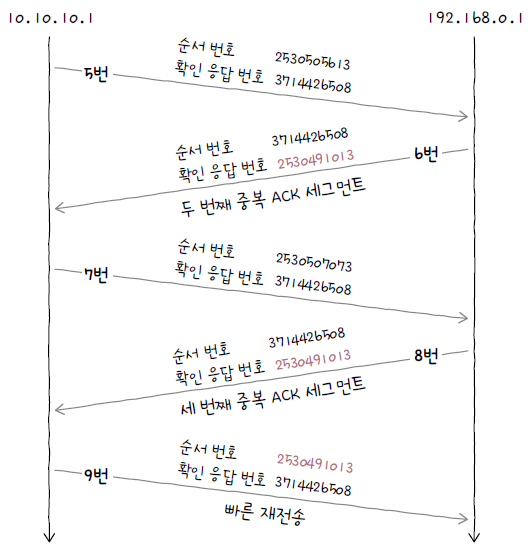 10.10.10.1
192.168.0.1
5번
순서 번호 2530505613
확인 응답 번호 3714426508
6번
순서 번호 3714426508
확인 응답 번호 2530491013
두 번째 중복 ACK 세그먼트
7번
순서 번호 2530507073
확인 응답 번호 3714426508
8번
순서 번호 3714426508
확인 응답 번호 2530491013
세 번째 중복 ACK 세그먼트
9번
순서 번호 2530491013
확인 응답 번호 3714426508
빠른 재전송